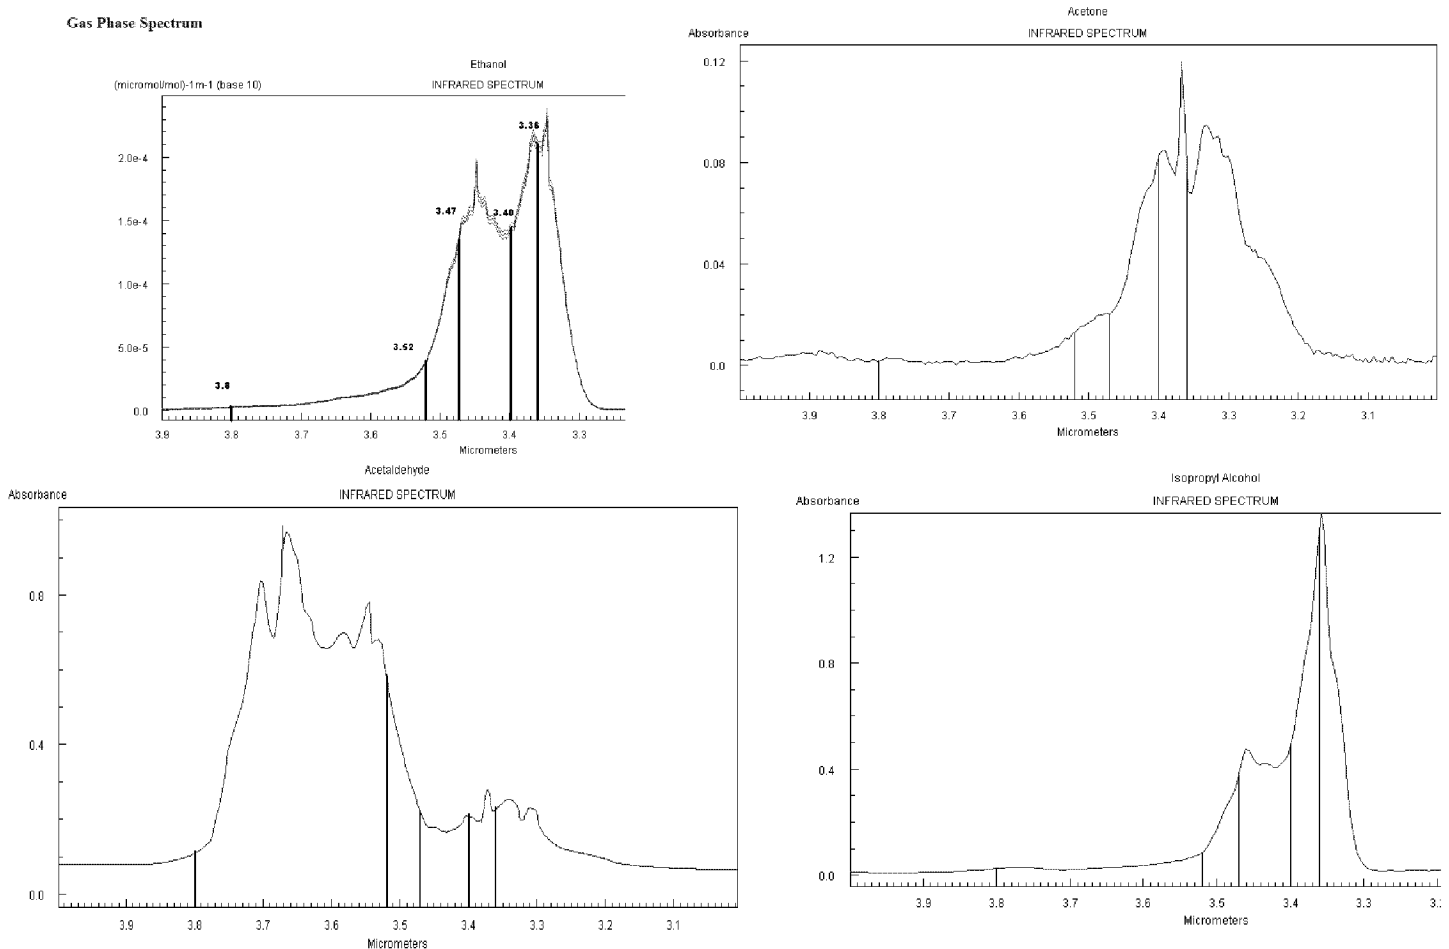 Gas Phase Spectrum
Ethanol
(micromol/mol)-1m-1 (base 10)
INFRARED SPECTRUM
2.0e-4
1.5e-4
1.0e-4
5.0e-5
0.0
3.8
3.52
3.47
3.40
3.36
3.9 3.8 3.7 3.6 3.5 3.4 3.3
Micrometers
Acetone
Absorbance
INFRARED SPECTRUM
0.12
0.08
0.04
0.0
3.9 3.8 3.7 3.6 3.5 3.4 3.3 3.2 3.1
Micrometers
Acetaldehyde
Absorbance
INFRARED SPECTRUM
0.8
0.4
0.0
3.9 3.8 3.7 3.6 3.5 3.4 3.3 3.2 3.1
Micrometers
Isopropyl Alcohol
Absorbance
INFRARED SPECTRUM
1.2
0.8
0.4
0.0
3.9 3.8 3.7 3.6 3.5 3.4 3.3
Micrometers